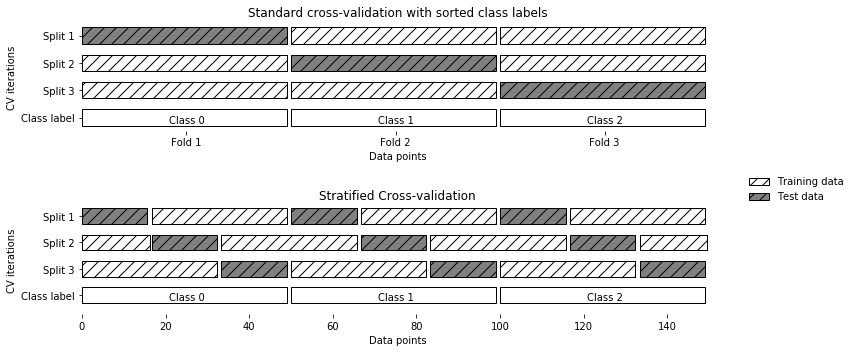 Standard cross-validation with sorted class labels
CV iterations
Split 1
Split 2
Split 3
Class label Class 0 Class 1 Class 2
Fold 1 Fold 2 Fold 3
Data points
Training data
Test data
Stratified Cross-validation
CV iterations
Split 1
Split 2
Split 3
Class label Class 0 Class 1 Class 2
0 20 40 60 80 100 120 140
Data points